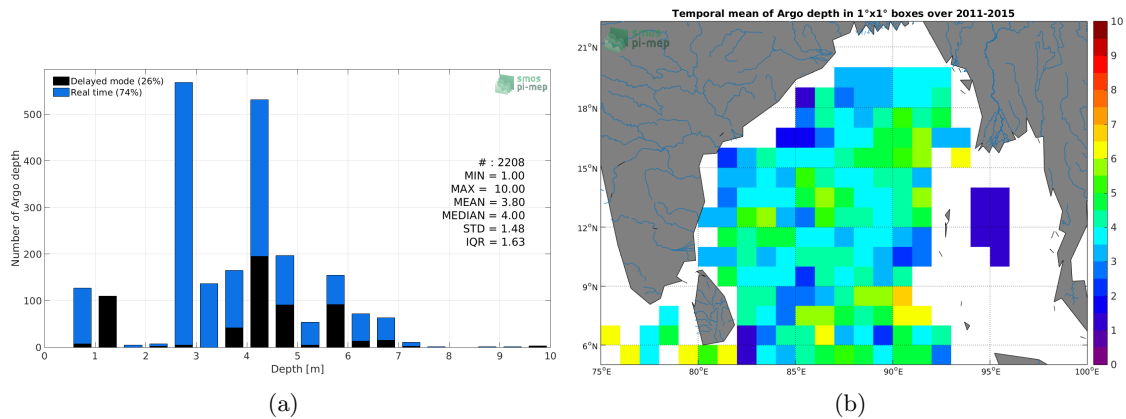 smos
pi-mep
Delayed mode (26%)
Real time (74%)
Number of Argo depth
500
400
300
200
100
0
# : 2208
MIN = 1.00
MAX = 10.00
MEAN = 3.80
MEDIAN = 4.00
STD = 1.48
IQR = 1.63
0 1 2 3 4 5 6 7 8 9 10
Depth [m]
(a)
Temporal mean of Argo depth in 1°x1° boxes over 2011-2015
smos
pi-mep
21°N
18°N
15°N
12°N
9°N
6°N
75°E 80°E 85°E 90°E 95°E 100°E
10
9
8
7
6
5
4
3
2
1
0
(b)